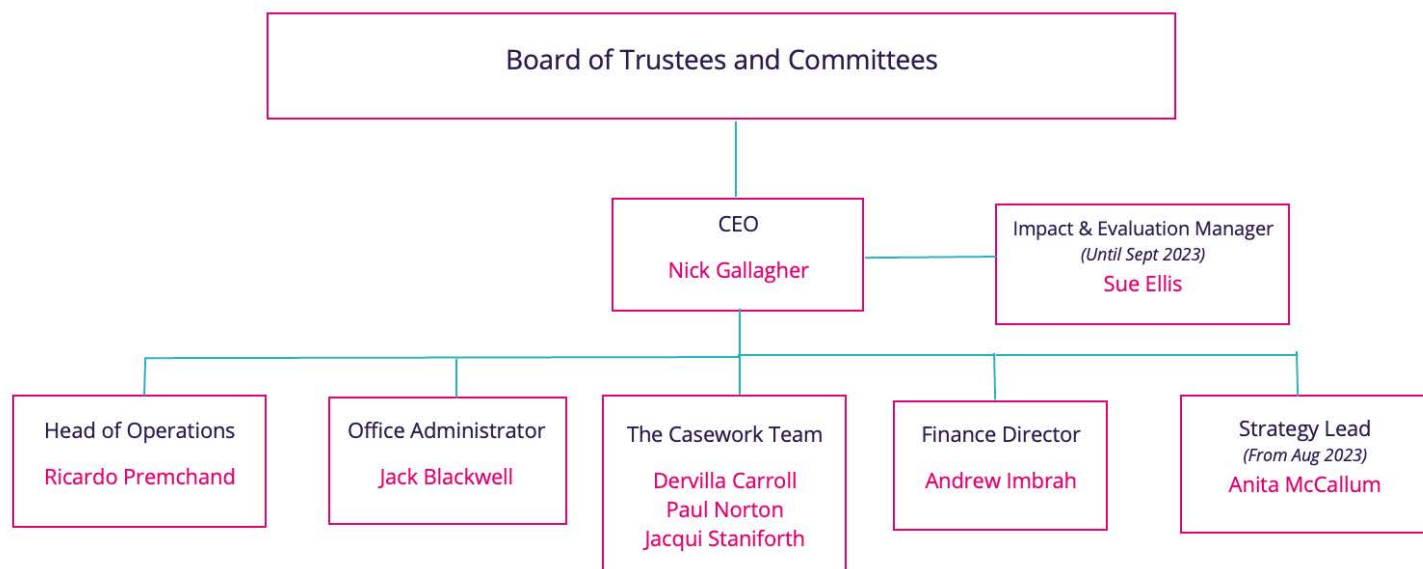 Board of Trustees and Committees
CEO
Nick Gallagher
Impact & Evaluation Manager
(Until Sept 2023)
Sue Ellis
Head of Operations
Ricardo Premchand
Office Administrator
Jack Blackwell
The Casework Team
Dervilla Carroll
Paul Norton
Jacqui Staniforth
Finance Director
Andrew Imbrah
Strategy Lead
(From Aug 2023)
Anita McCallum